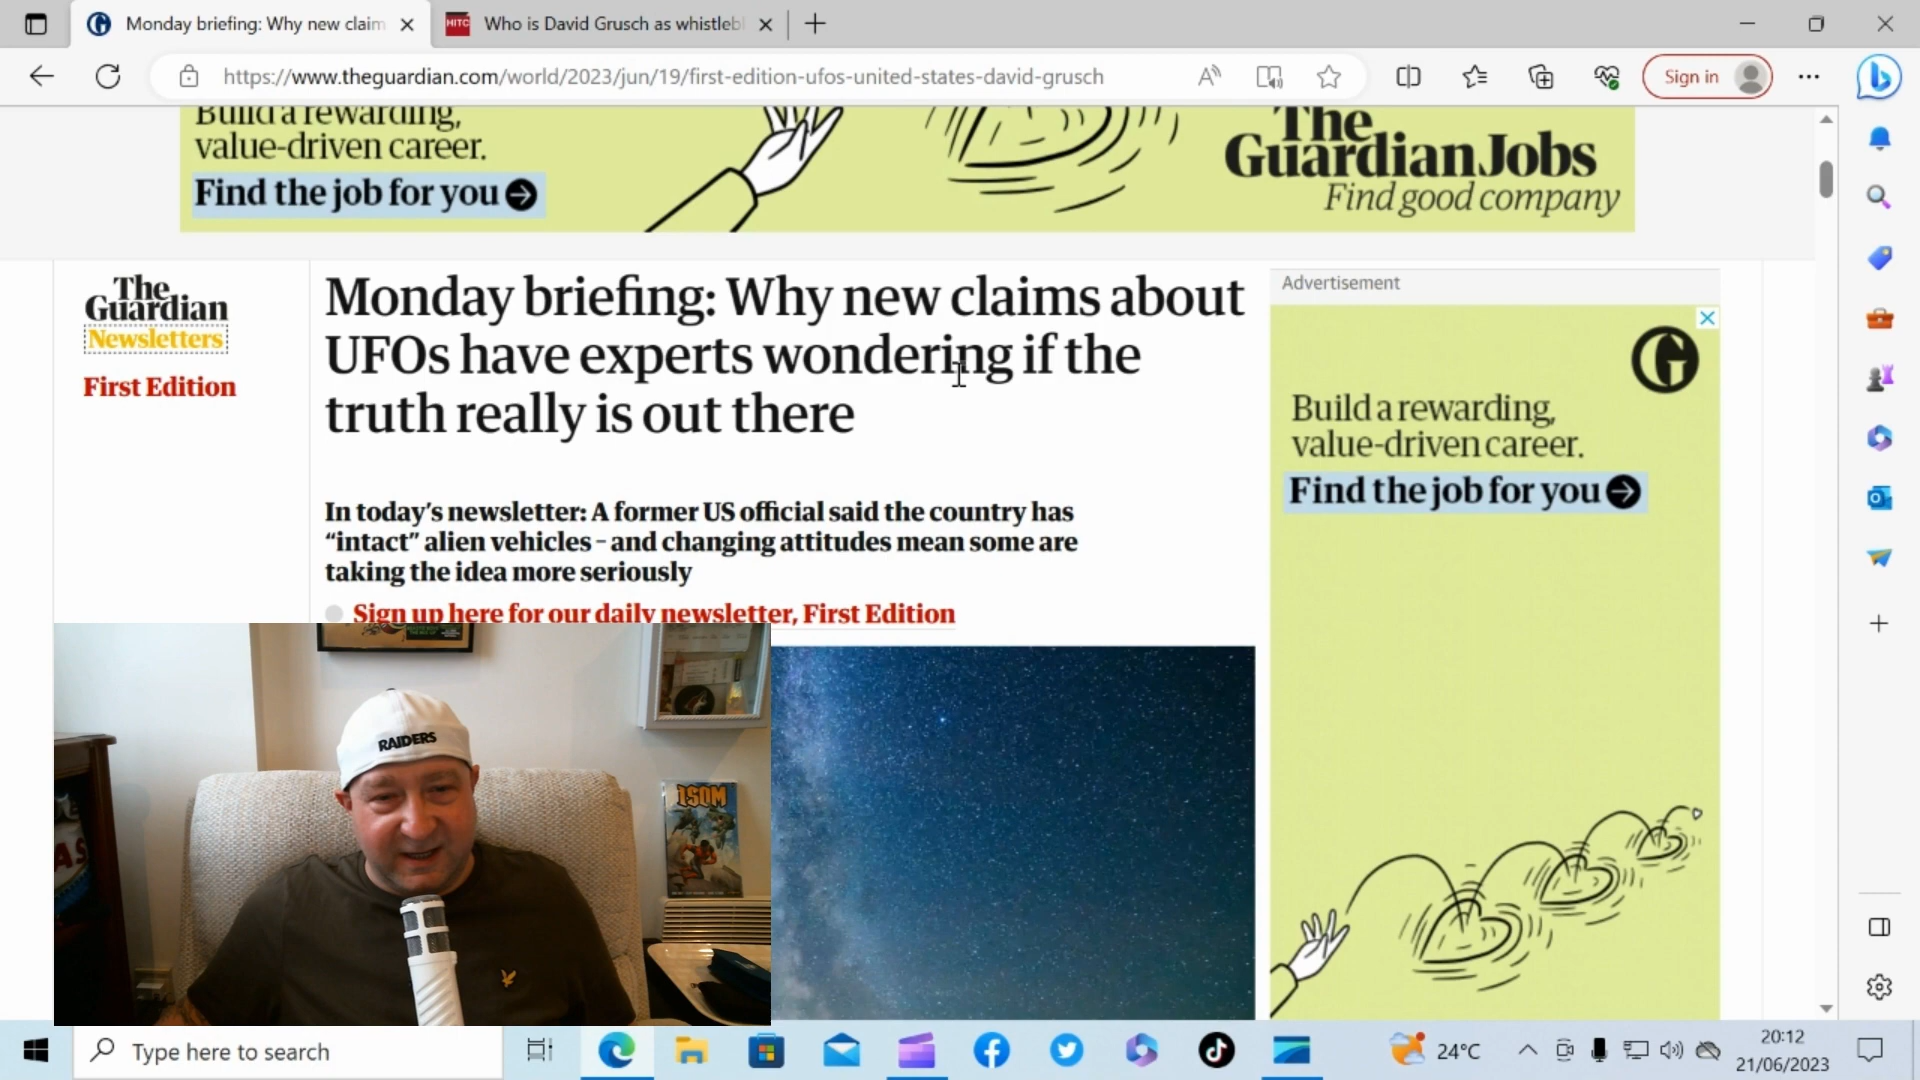 Monday briefing: Why new claim
Who is David Grusch as whistlebl
https://www.theguardian.com/world/2023/jun/19/first-edition-ufos-united-states-david-grusch
Sign in
Build a rewarding,
value-driven career.
Find the job for you
The
Guardian Jobs
Find good company
The
Guardian
Newsletters
First Edition
Monday briefing: Why new claims about
UFOs have experts wondering if the
truth really is out there
In today's newsletter: A former US official said the country has
“intact” alien vehicles – and changing attitudes mean some are
taking the idea more seriously
Sign up here for our daily newsletter, First Edition
Advertisement
Build a rewarding,
value-driven career.
Find the job for you
RAIDERS
ISOM
AS
Type here to search
24°C
20:12
21/06/2023